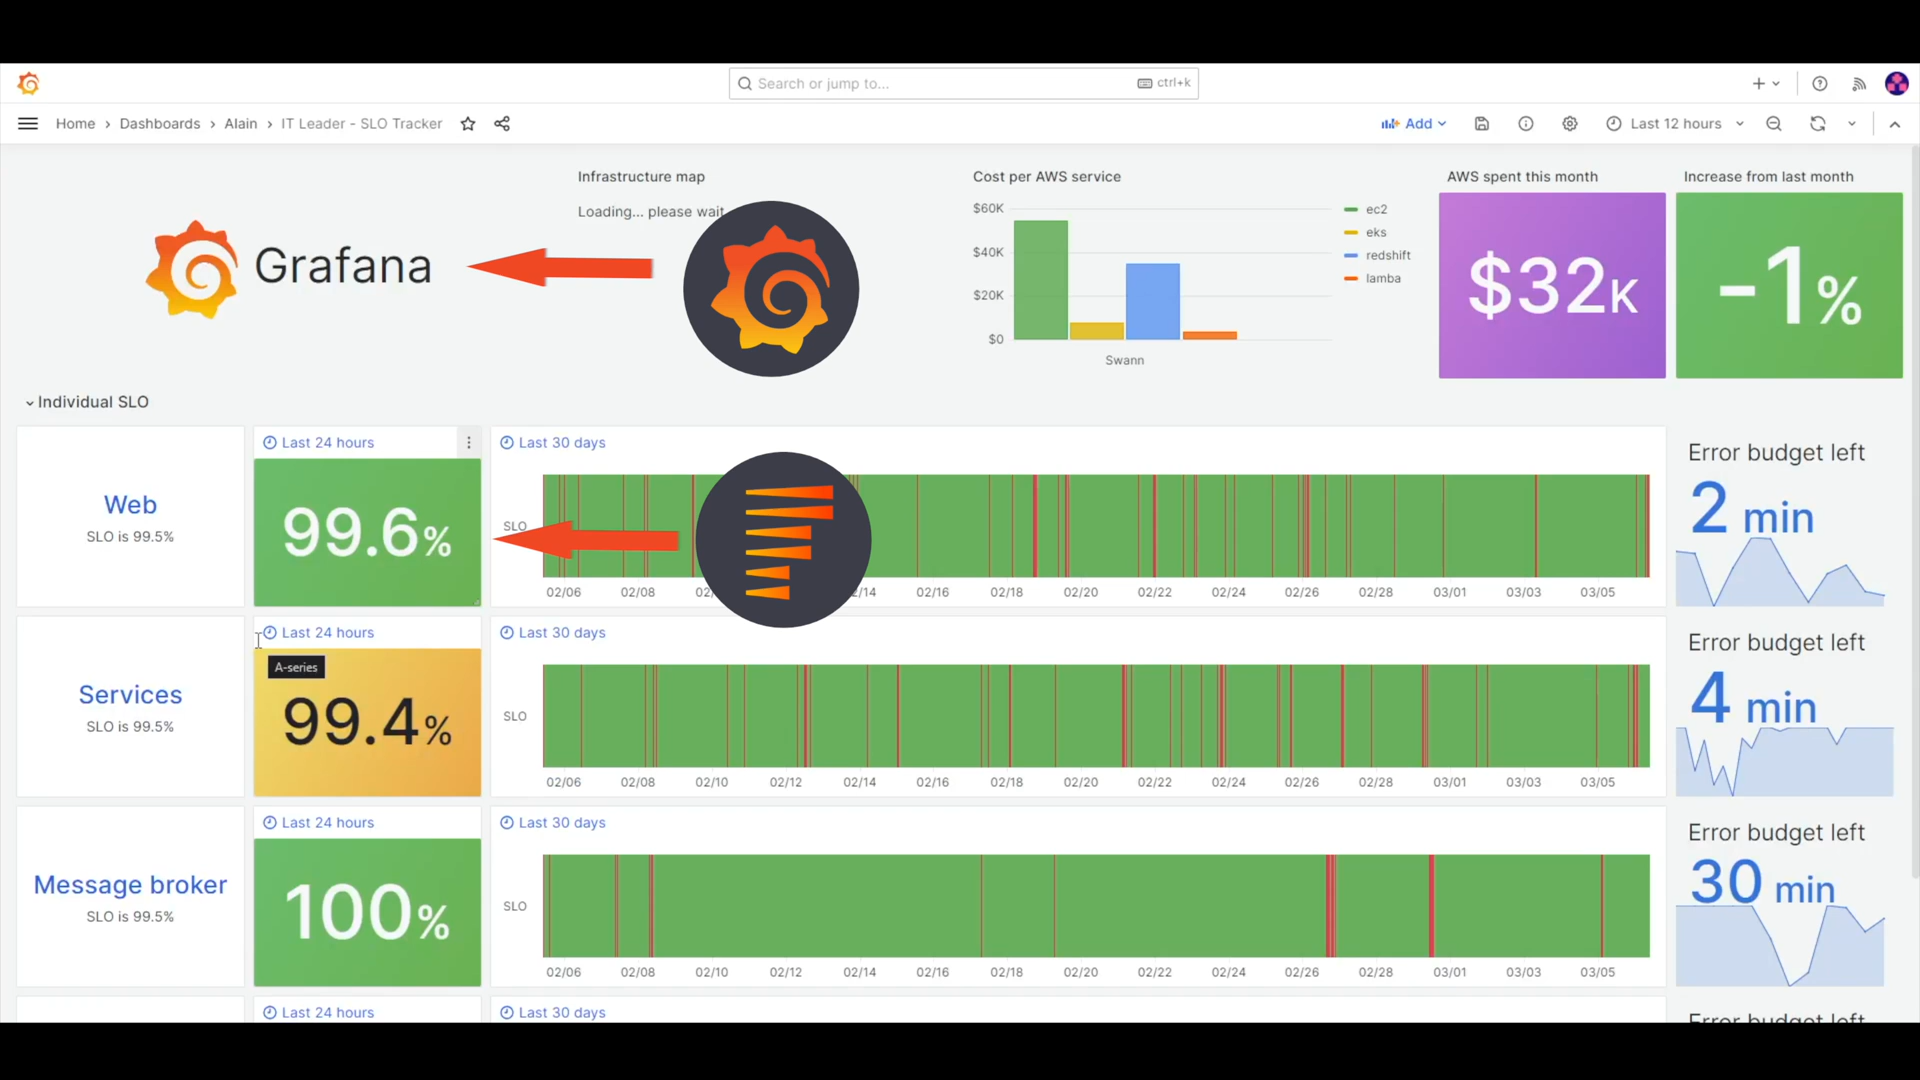 Search or jump to...
ctrl+k
Home › Dashboards › Alain › IT Leader - SLO Tracker
Add
Last 12 hours
Grafana
Infrastructure map
Loading... please wait
Cost per AWS service
$60K
$40K
$20K
$0
Swann
ec2
eks
redshift
lamba
AWS spent this month
$32K
Increase from last month
-1%
Individual SLO
Web
SLO is 99.5%
Last 24 hours
99.6%
Last 30 days
SLO
02/06 02/08 02/ /14 02/16 02/18 02/20 02/22 02/24 02/26 02/28 03/01 03/03 03/05
Error budget left
2 min
Services
SLO is 99.5%
Last 24 hours
A-series
99.4%
Last 30 days
SLO
02/06 02/08 02/10 02/12 02/14 02/16 02/18 02/20 02/22 02/24 02/26 02/28 03/01 03/03 03/05
Error budget left
4 min
Message broker
SLO is 99.5%
Last 24 hours
100%
Last 30 days
SLO
02/06 02/08 02/10 02/12 02/14 02/16 02/18 02/20 02/22 02/24 02/26 02/28 03/01 03/03 03/05
Error budget left
30 min
Last 24 hours
Last 30 days
Error budget left